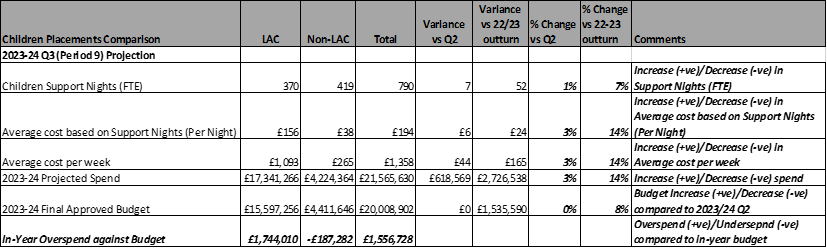 Children Placements Comparison LAC Non-LAC Total Variance vs Q2 Variance vs 22/23 outturn % Change vs Q2 % Change vs 22-23 outturn Comments
2023-24 Q3 (Period 9) Projection
Children Support Nights (FTE) 370 419 790 7 52 1% 7% Increase (+ve)/Decrease (-ve) in Support Nights (FTE)
Average cost based on Support Nights (Per Night) £156 £38 £194 £6 £24 3% 14% Increase (+ve)/Decrease (-ve) in Average cost based on Support Nights (Per Night)
Average cost per week £1,093 £265 £1,358 £44 £165 3% 14% Increase (+ve)/Decrease (-ve) in Average cost per week
2023-24 Projected Spend £17,341,266 £4,224,364 £21,565,630 £618,569 £2,726,538 3% 14% Increase (+ve)/Decrease (-ve) spend
2023-24 Final Approved Budget £15,597,256 £4,411,646 £20,008,902 £0 £1,535,590 0% 8% Budget Increase (+ve)/Decrease (-ve) compared to 2023/24 Q2
In-Year Overspend against Budget £1,744,010 -£187,282 £1,556,728 Overspend (+ve)/Undersepnd (-ve) compared to in-year budget